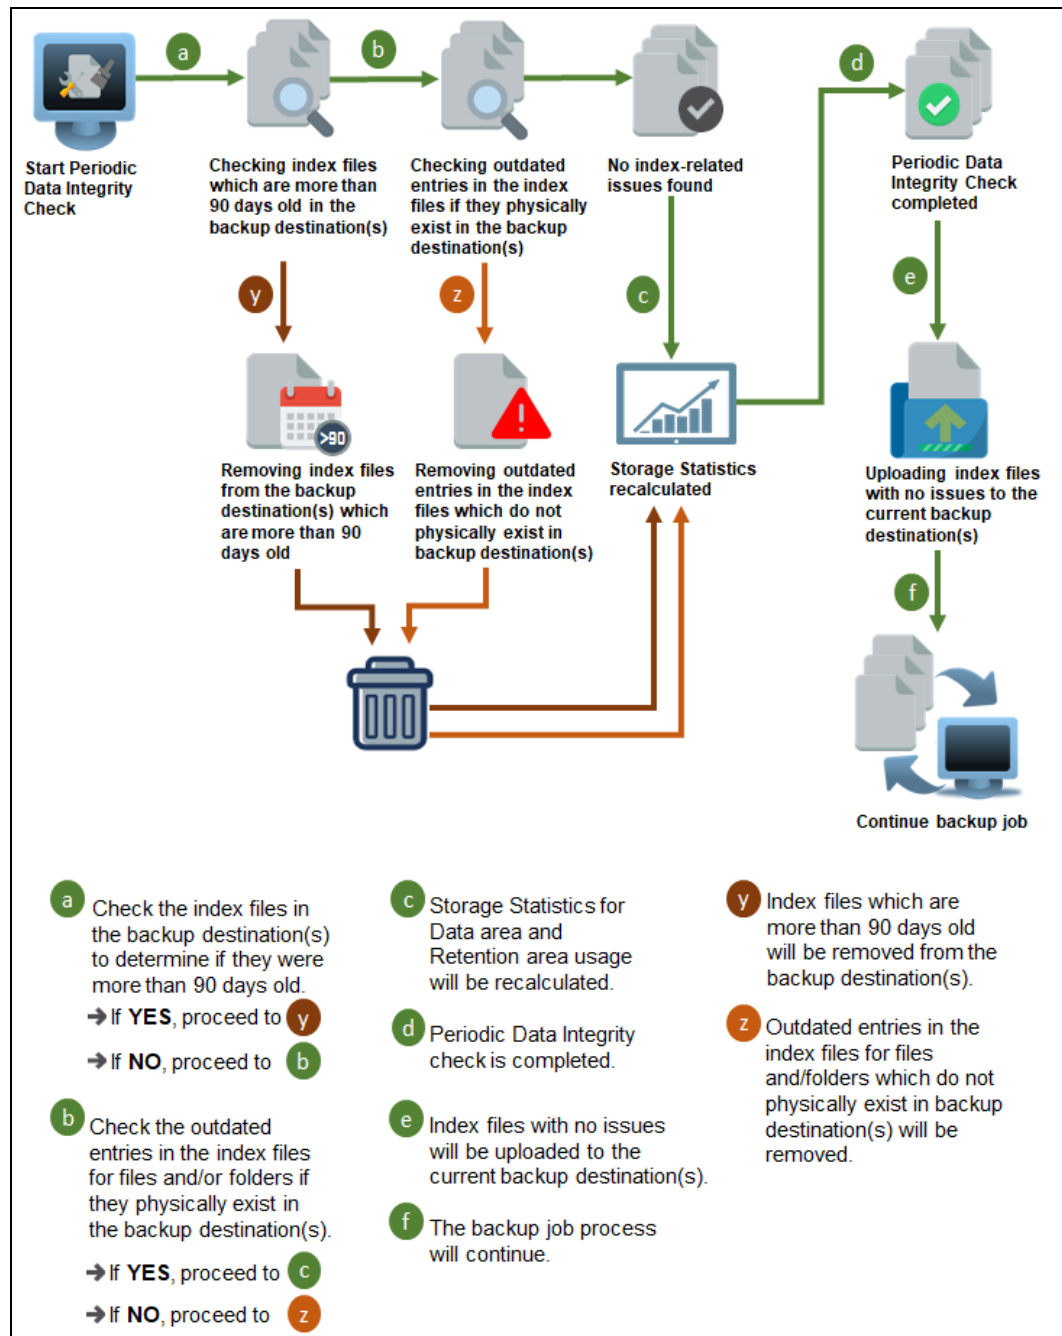 a
b
d
Start Periodic
Data Integrity
Check
Checking index files
which are more than
90 days old in the
backup destination(s)
Checking outdated
entries in the index
files if they physically
exist in the backup
destination(s)
No index-related
issues found
Periodic Data
Integrity Check
completed
y
z
c
e
>90
Removing index files
from the backup
destination(s) which
are more than 90
days old
Removing outdated
entries in the index
files which do not
physically exist in
backup destination(s)
Storage Statistics
recalculated
Uploading index files
with no issues to the
current backup
destination(s)
f
Continue backup job
a
Check the index files in
the backup destination(s)
to determine if they were
more than 90 days old.
➔ If YES, proceed to y
➔ If NO, proceed to b
b
Check the outdated
entries in the index files
for files and/or folders if
they physically exist in
the backup destination(s).
➔ If YES, proceed to c
➔ If NO, proceed to z
c
Storage Statistics for
Data area and
Retention area usage
will be recalculated.
d
Periodic Data Integrity
check is completed.
e
Index files with no issues
will be uploaded to the
current backup destination(s).
f
The backup job process
will continue.
y
Index files which are
more than 90 days old
will be removed from the
backup destination(s).
z
Outdated entries in the
index files for files
and/folders which do not
physically exist in backup
destination(s) will be
removed.